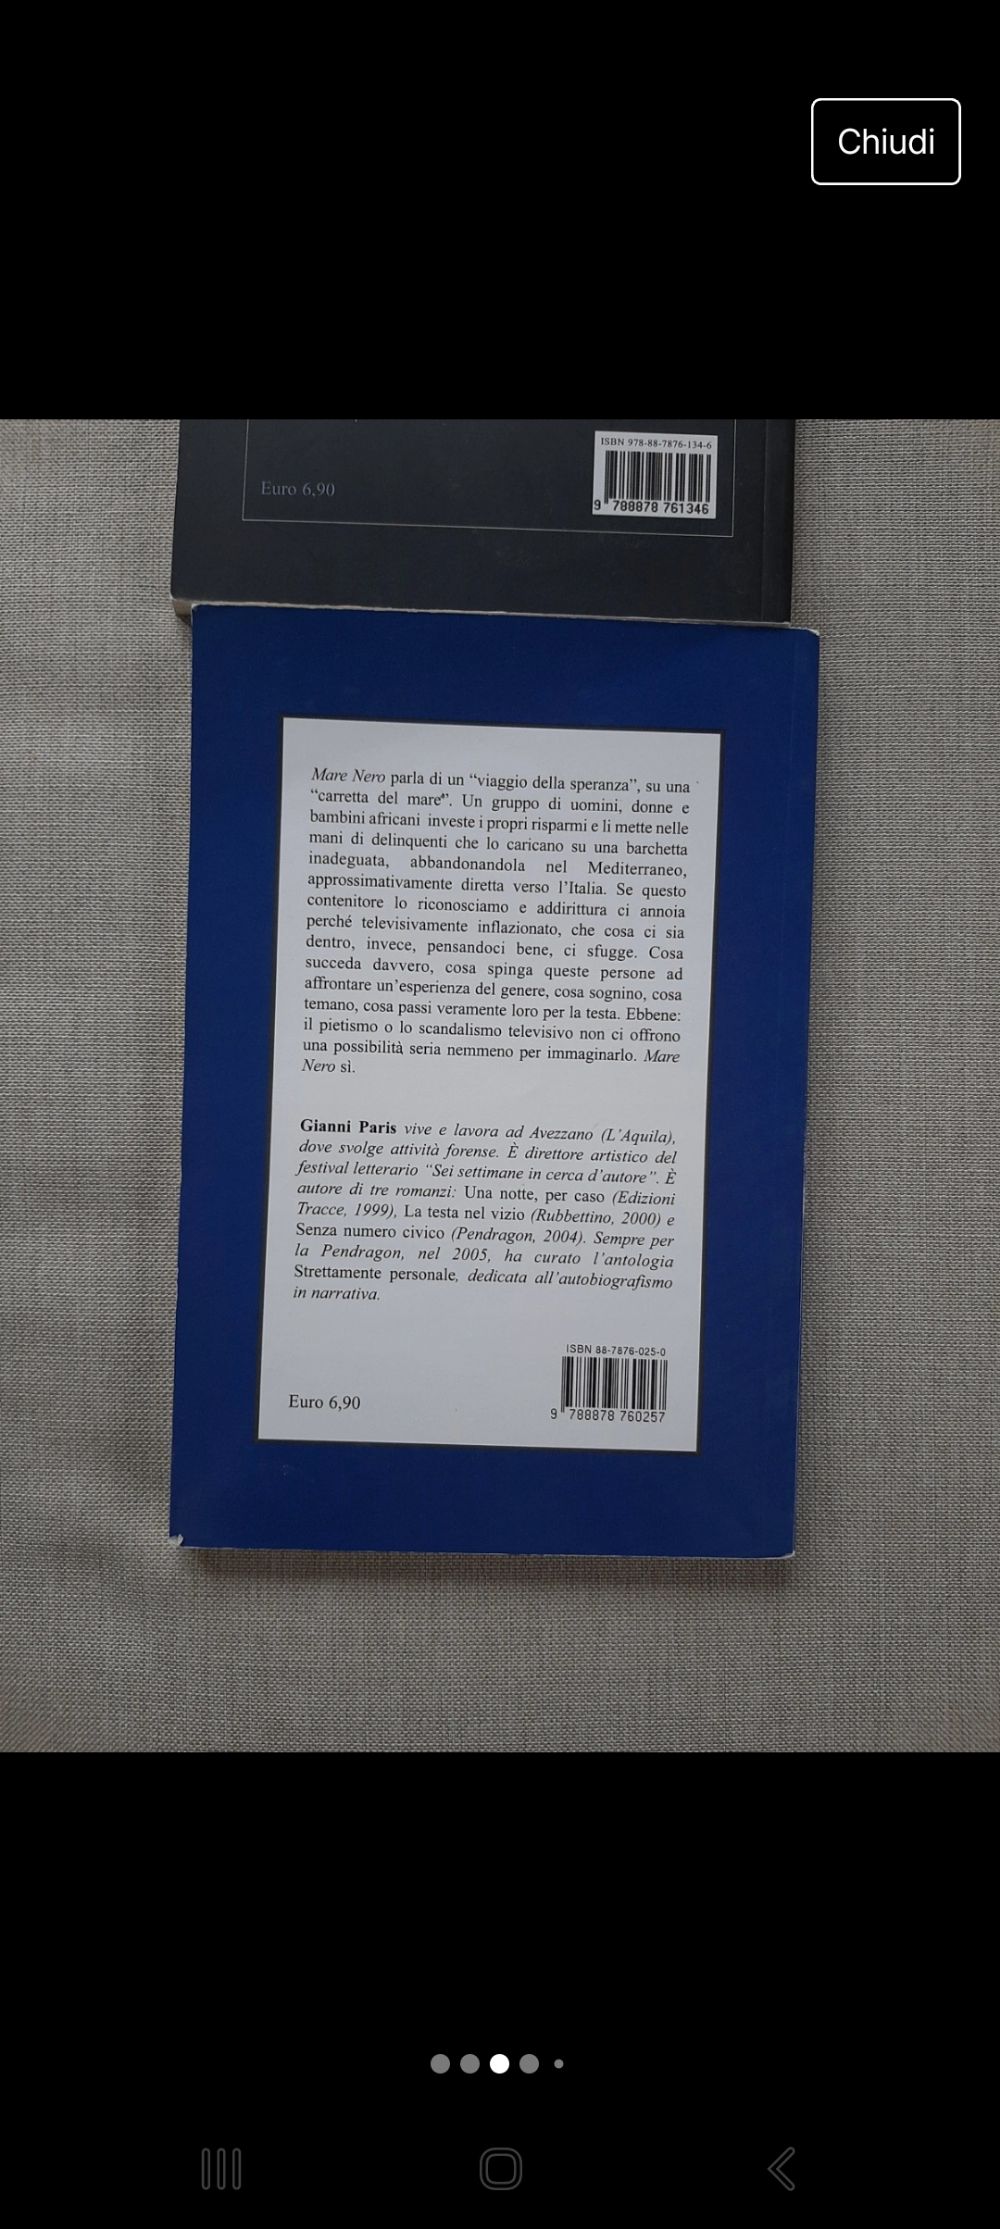 Chiudi
ISBN 978-88-7876-134-6
Euro 6,90
9 788878 761346
Mare Nero parla di un “viaggio della speranza”, su una
“carretta del mare”. Un gruppo di uomini, donne e
bambini africani investe i propri risparmi e li mette nelle
mani di delinquenti che lo caricano su una barchetta
inadeguata, abbandonandola nel Mediterraneo,
approssimativamente diretta verso l’Italia. Se questo
contenitore lo riconosciamo e addirittura ci annoia
perché televisivamente inflazionato, che cosa ci sia
dentro, invece, pensandoci bene, ci sfugge. Cosa
succeda davvero, cosa spinga queste persone ad
affrontare un’esperienza del genere, cosa sognino, cosa
temano, cosa passi veramente loro per la testa. Ebbene:
il pietismo o lo scandalismo televisivo non ci offrono
una possibilità seria nemmeno per immaginarlo. Mare
Nero sì.
Gianni Paris vive e lavora ad Avezzano (L’Aquila),
dove svolge attività forense. È direttore artistico del
festival letterario “Sei settimane in cerca d’autore”. È
autore di tre romanzi: Una notte, per caso (Edizioni
Tracce, 1999), La testa nel vizio (Rubbettino, 2000) e
Senza numero civico (Pendragon, 2004). Sempre per
la Pendragon, nel 2005, ha curato l’antologia
Strettamente personale, dedicata all’autobiografismo
in narrativa.
ISBN 88-7876-025-0
Euro 6,90
9 788878 760257